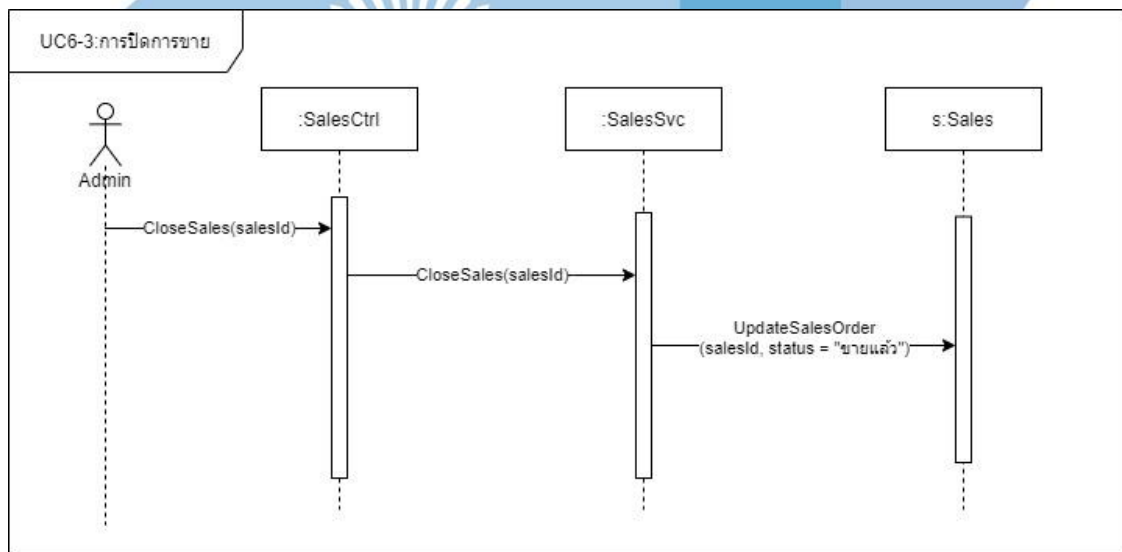 UC6-3:การปิดการขาย
:SalesCtrl
:SalesSvc
s:Sales
Admin
CloseSales(salesId)
CloseSales(salesId)
UpdateSalesOrder
(salesId, status = "ขายแล้ว")